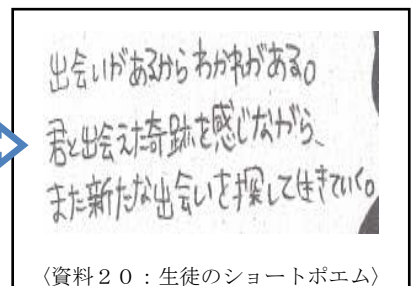 出会いがあるからわかれがある。
君と出会えた奇跡を感じながら、
また新たな出会いを探して生きていく。
〈資料２０：生徒のショートポエム〉